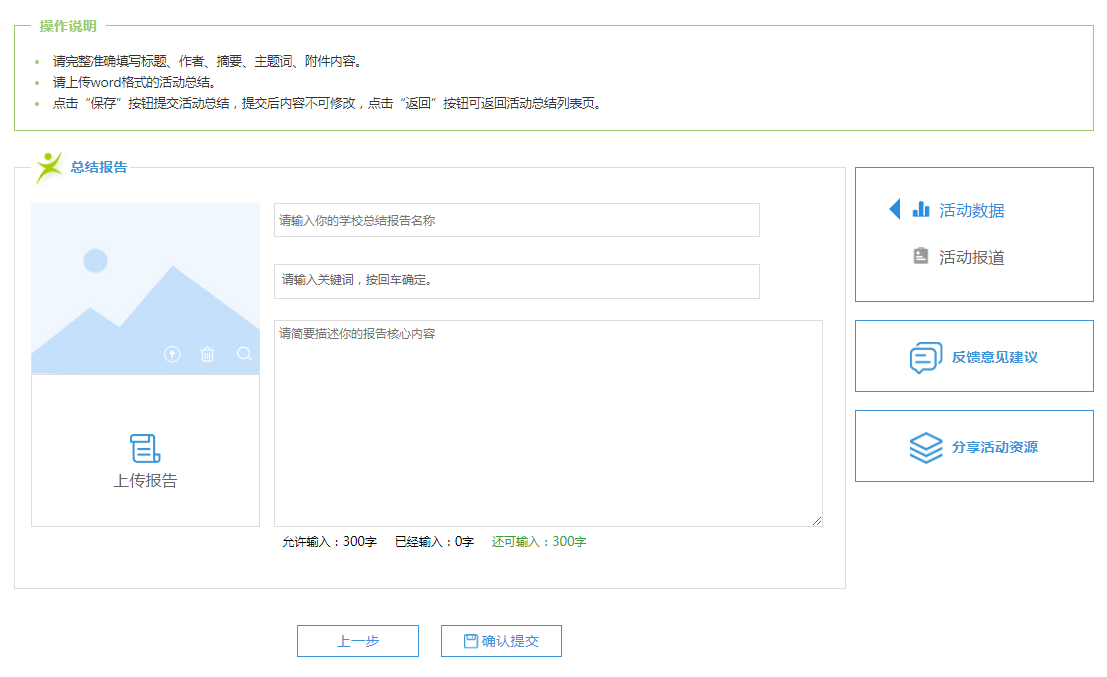 操作说明
请完整准确填写标题、作者、摘要、主题词、附件内容。
请上传word格式的活动总结。
点击“保存”按钮提交活动总结，提交后内容不可修改，点击“返回”按钮可返回活动总结列表页。
总结报告
请输入你的学校总结报告名称
请输入关键词，按回车确定。
请简要描述你的报告核心内容
上传报告
允许输入：300字 已经输入：0字 还可输入：300字
活动数据
活动报道
反馈意见建议
分享活动资源
上一步
确认提交